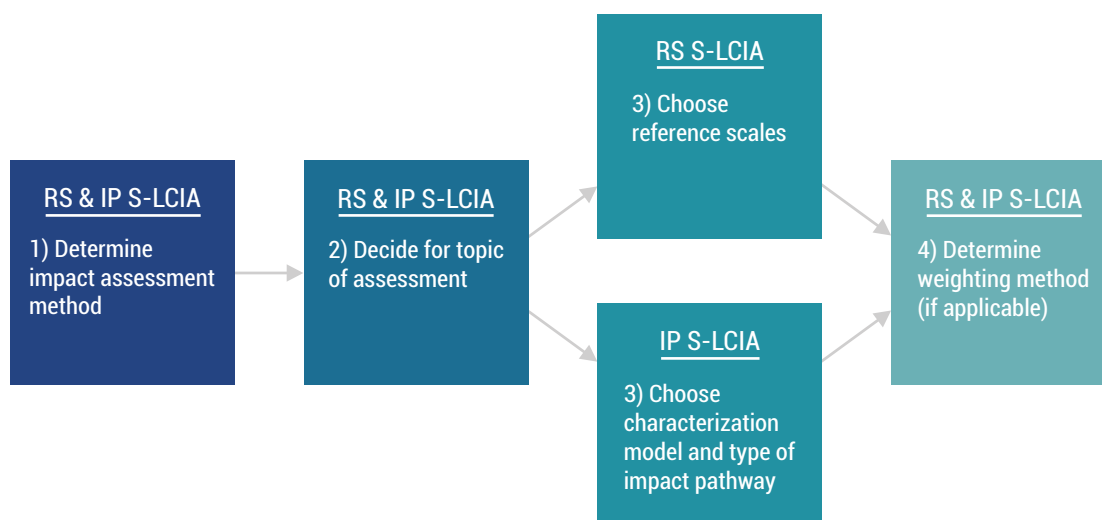 RS & IP S-LCIA
1) Determine
impact assessment
method
RS & IP S-LCIA
2) Decide for topic
of assessment
RS S-LCIA
3) Choose
reference scales
IP S-LCIA
3) Choose
characterization
model and type of
impact pathway
RS & IP S-LCIA
4) Determine
weighting method
(if applicable)